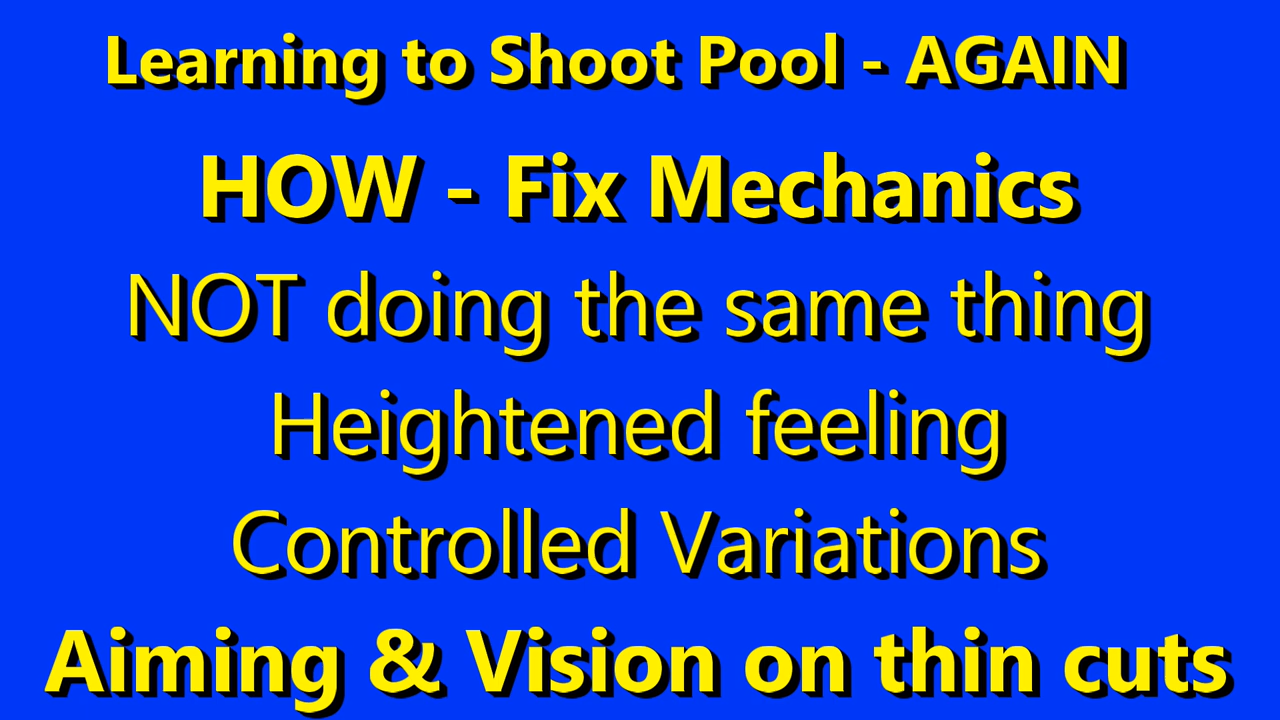 Learning to Shoot Pool - AGAIN
HOW - Fix Mechanics
NOT doing the same thing
Heightened feeling
Controlled Variations
Aiming & Vision on thin cuts